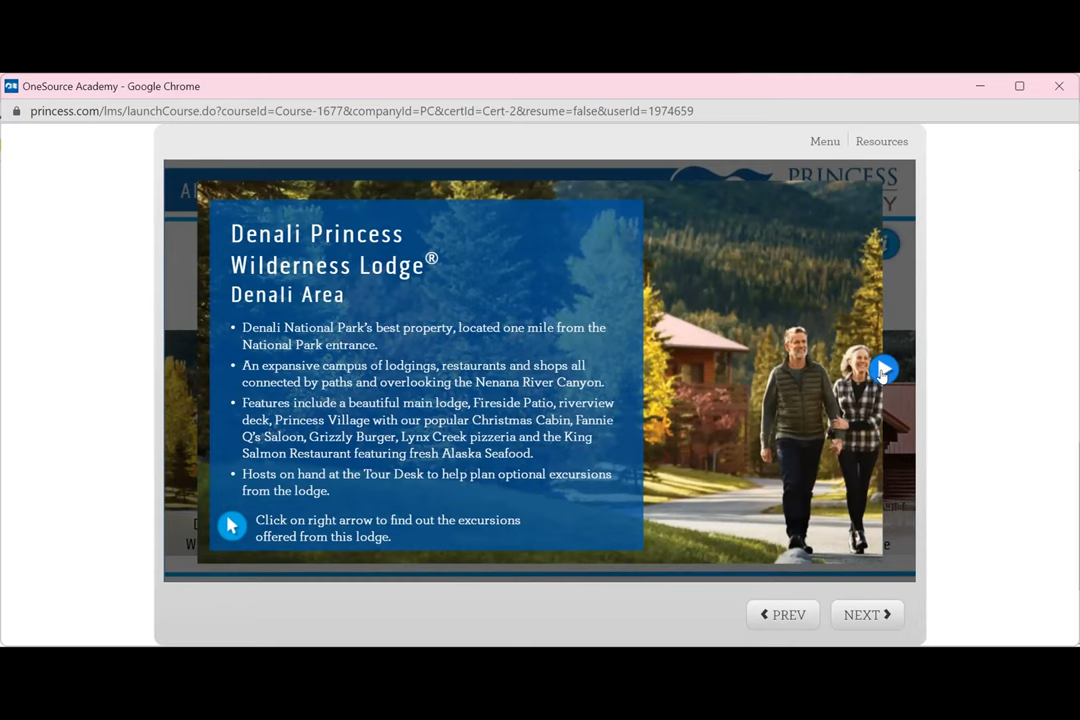 OneSource Academy - Google Chrome
princess.com/lms/launchCourse.do?courseId=Course-1677&companyId=PC&certId=Cert-2&resume=false&userId=1974659
Menu
Resources
PRINCESS
Denali Princess
Wilderness Lodge®
Denali Area
• Denali National Park's best property, located one mile from the
National Park entrance.
• An expansive campus of lodgings, restaurants and shops all
connected by paths and overlooking the Nenana River Canyon.
• Features include a beautiful main lodge, Fireside Patio, riverview
deck, Princess Village with our popular Christmas Cabin, Fannie
Q's Saloon, Grizzly Burger, Lynx Creek pizzeria and the King
Salmon Restaurant featuring fresh Alaska Seafood.
• Hosts on hand at the Tour Desk to help plan optional excursions
from the lodge.
Click on right arrow to find out the excursions
offered from this lodge.
PREV
NEXT